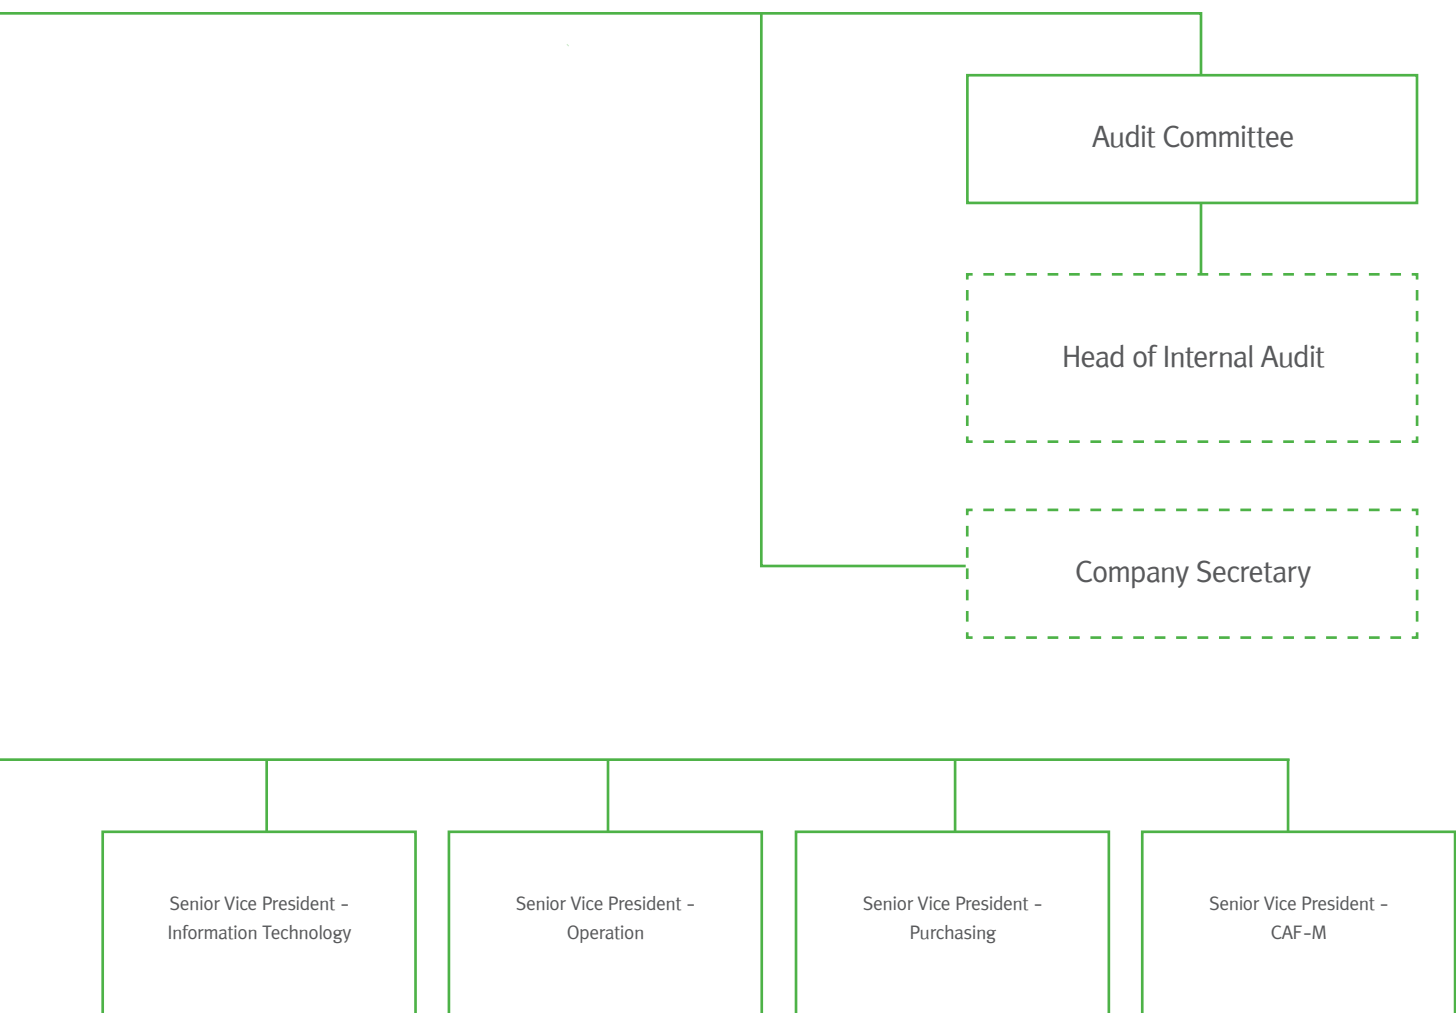 Audit Committee
Head of Internal Audit
Company Secretary
Senior Vice President –
Information Technology
Senior Vice President –
Operation
Senior Vice President –
Purchasing
Senior Vice President –
CAF-M